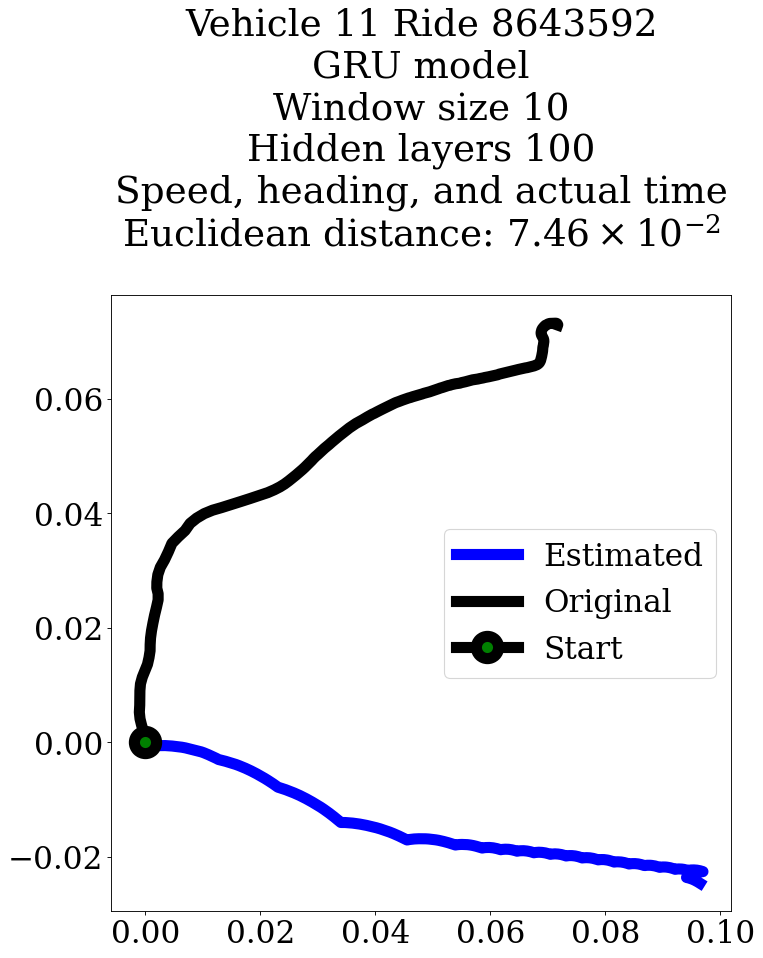 Vehicle 11 Ride 8643592
GRU model
Window size 10
Hidden layers 100
Speed, heading, and actual time
Euclidean distance: 7.46 × 10⁻²
0.06
0.04
0.02
0.00
−0.02
Estimated
Original
Start
0.00 0.02 0.04 0.06 0.08 0.10